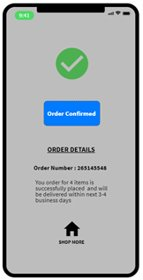 9:41
Order Confirmed
ORDER DETAILS
Order Number : 265145548
You order for 4 items is
successfully placed and will
be delivered within next 3-4
business days
SHOP MORE